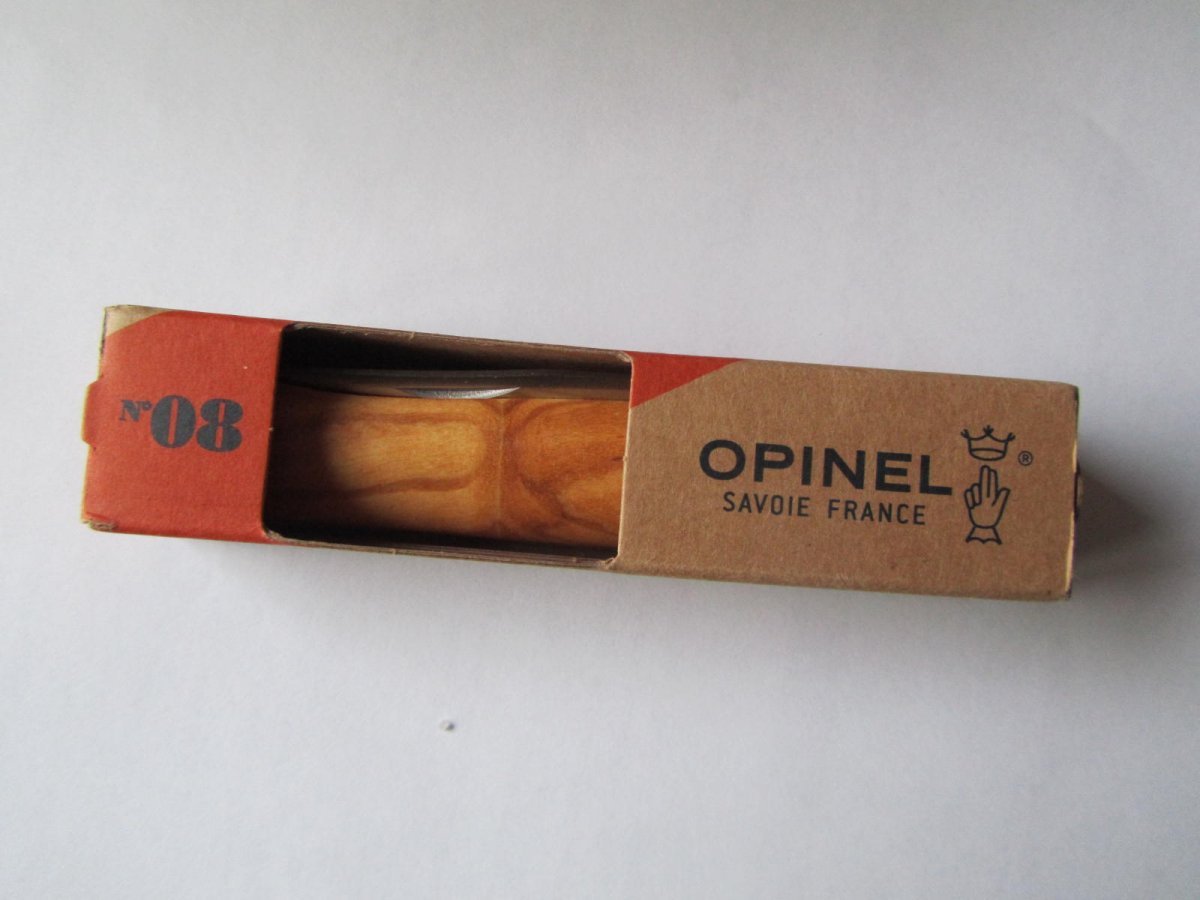 N°08
OPINEL
SAVOIE FRANCE
®